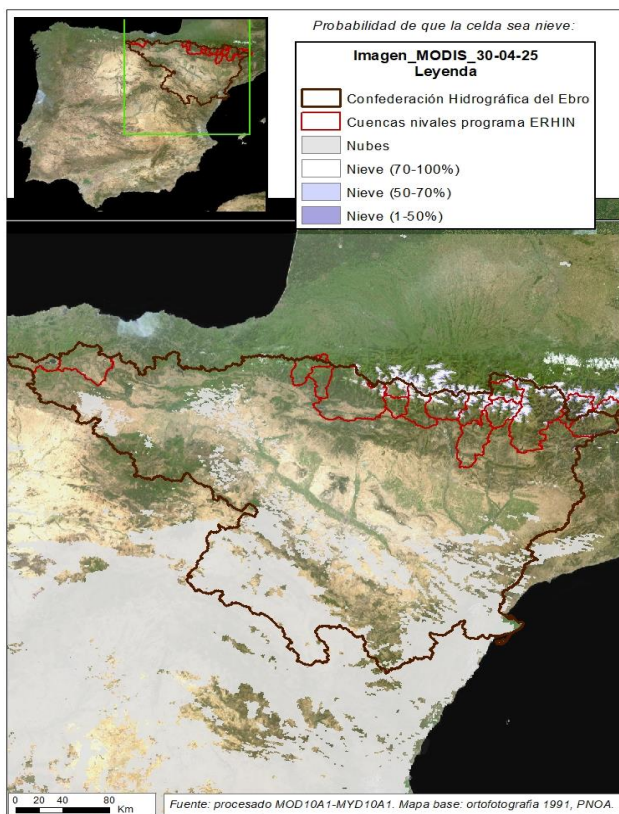 Probabilidad de que la celda sea nieve:
Imagen_MODIS_30-04-25
Leyenda
Confederación Hidrográfica del Ebro
Cuencas nivales programa ERHIN
Nubes
Nieve (70-100%)
Nieve (50-70%)
Nieve (1-50%)
0 20 40 80
Km
Fuente: procesado MOD10A1-MYD10A1. Mapa base: ortofotografía 1991, PNOA.